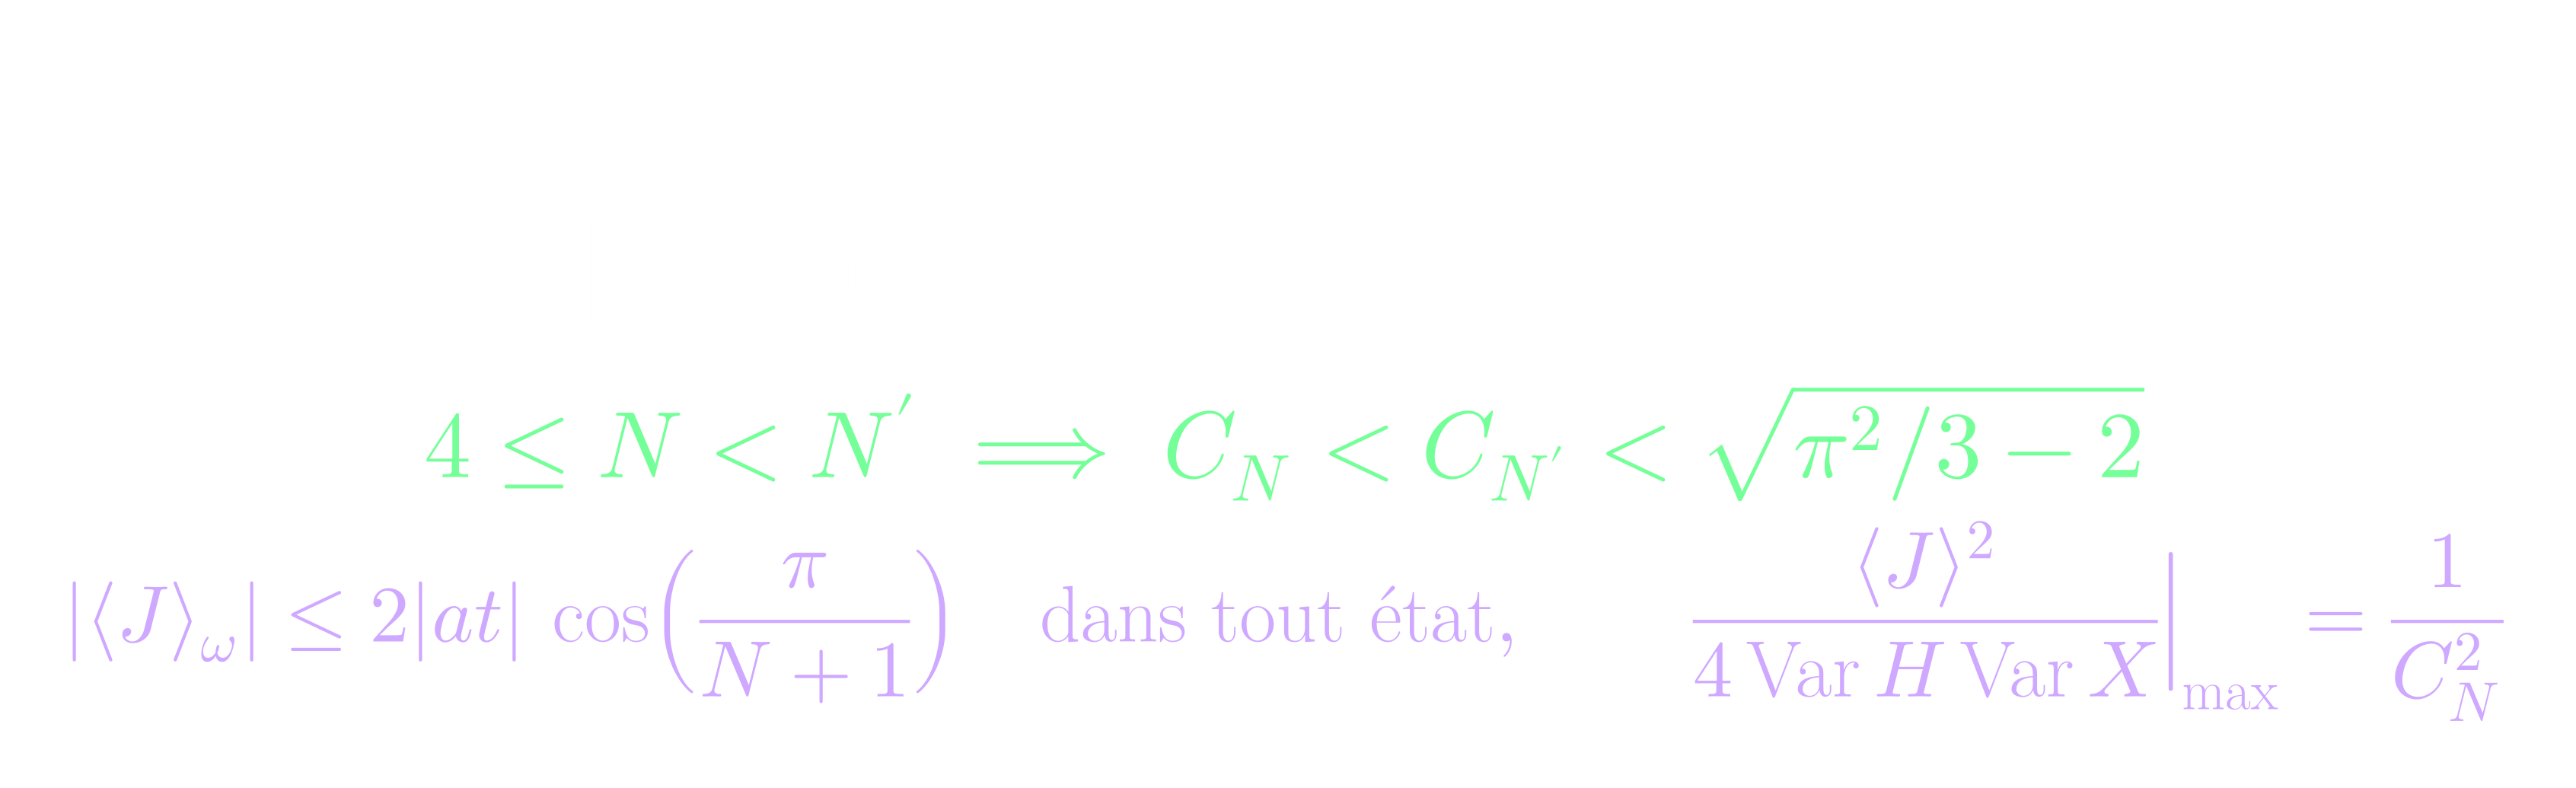 4 ≤ N < N′ ⟹ C_N < C_{N′} < √(π²/3 − 2)
|⟨J⟩_ω| ≤ 2|at| cos(π/(N + 1)) dans tout état, ⟨J⟩²/(4 Var H Var X)|_max = 1/C_N²